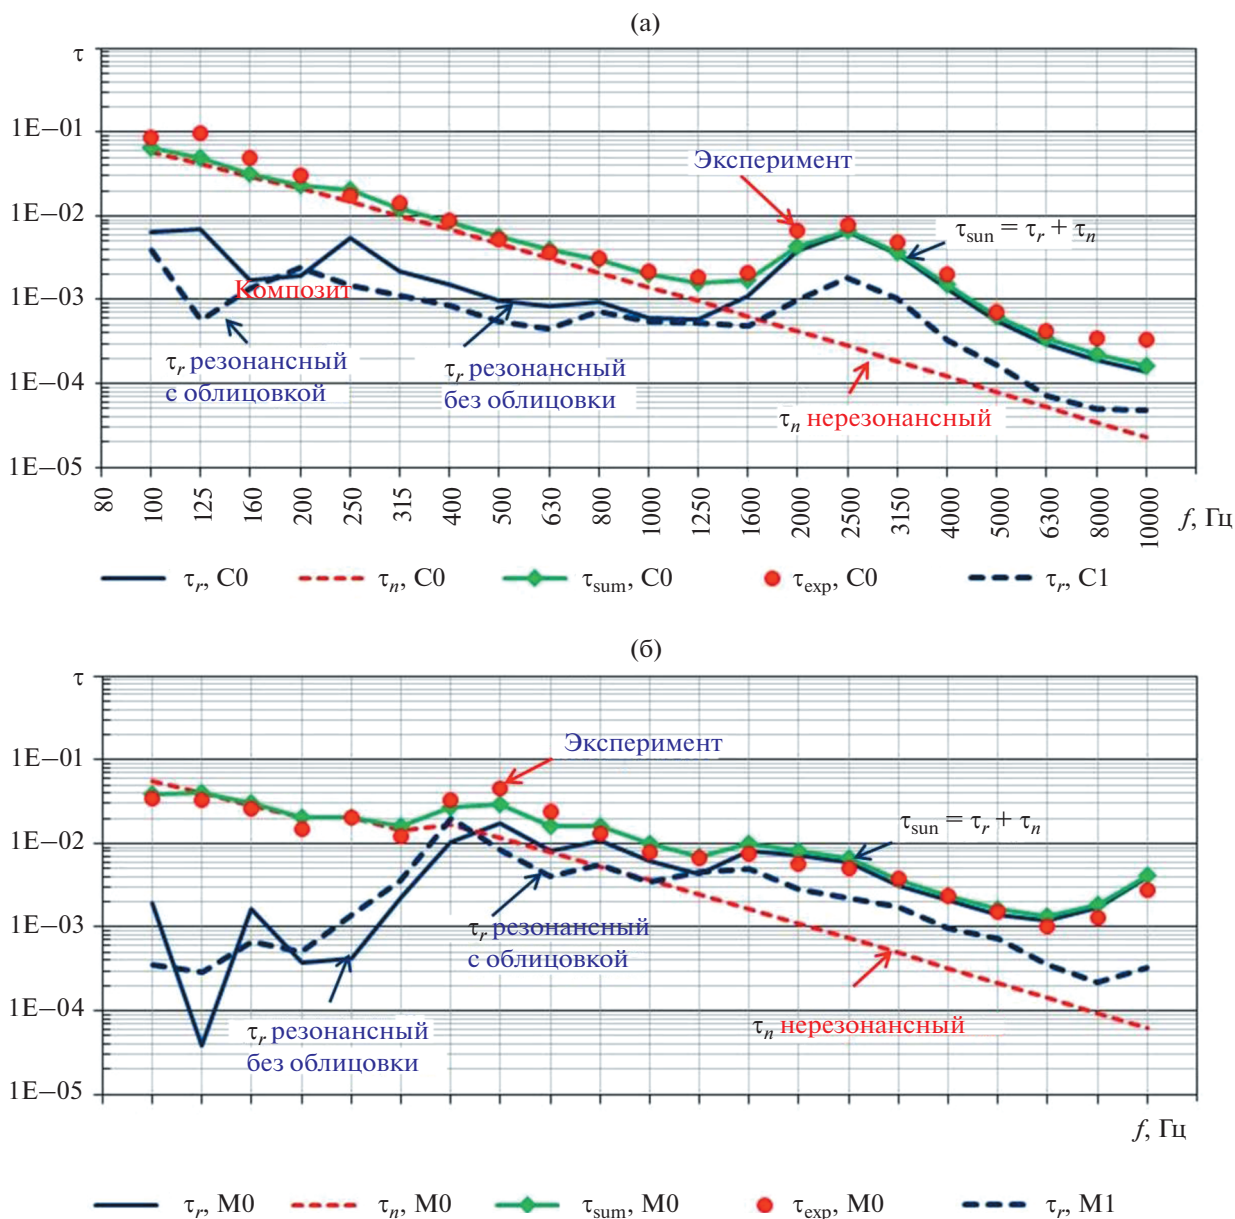 (а)
τ
1E−01
Эксперимент
1E−02
τsun = τr + τn
1E−03
Композит
τr резонансный
с облицовкой
τr резонансный
без облицовки
1E−04
τn нерезонансный
1E−05
80 100 125 160 200 250 315 400 500 630 800 1000 1250 1600 2000 2500 3150 4000 5000 6300 8000 10000
f, Гц
τr, C0 τn, C0 τsum, C0 τexp, C0 τr, C1
(б)
τ
1E−01
Эксперимент
1E−02
τsun = τr + τn
1E−03
τr резонансный
с облицовкой
1E−04
τr резонансный
без облицовки
τn нерезонансный
1E−05
f, Гц
τr, M0 τn, M0 τsum, M0 τexp, M0 τr, M1